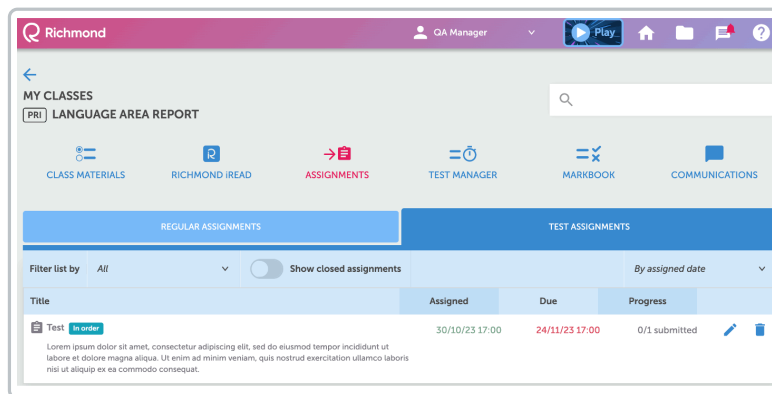 Richmond
QA Manager
Play
MY CLASSES
PRI LANGUAGE AREA REPORT
CLASS MATERIALS
RICHMOND iREAD
ASSIGNMENTS
TEST MANAGER
MARKBOOK
COMMUNICATIONS
REGULAR ASSIGNMENTS
TEST ASSIGNMENTS
Filter list by All Show closed assignments By assigned date
Title Assigned Due Progress
Test In order 30/10/23 17:00 24/11/23 17:00 0/1 submitted
Lorem ipsum dolor sit amet, consectetur adipiscing elit, sed do eiusmod tempor incididunt ut
labore et dolore magna aliqua. Ut enim ad minim veniam, quis nostrud exercitation ullamco laboris
nisi ut aliquip ex ea commodo consequat.